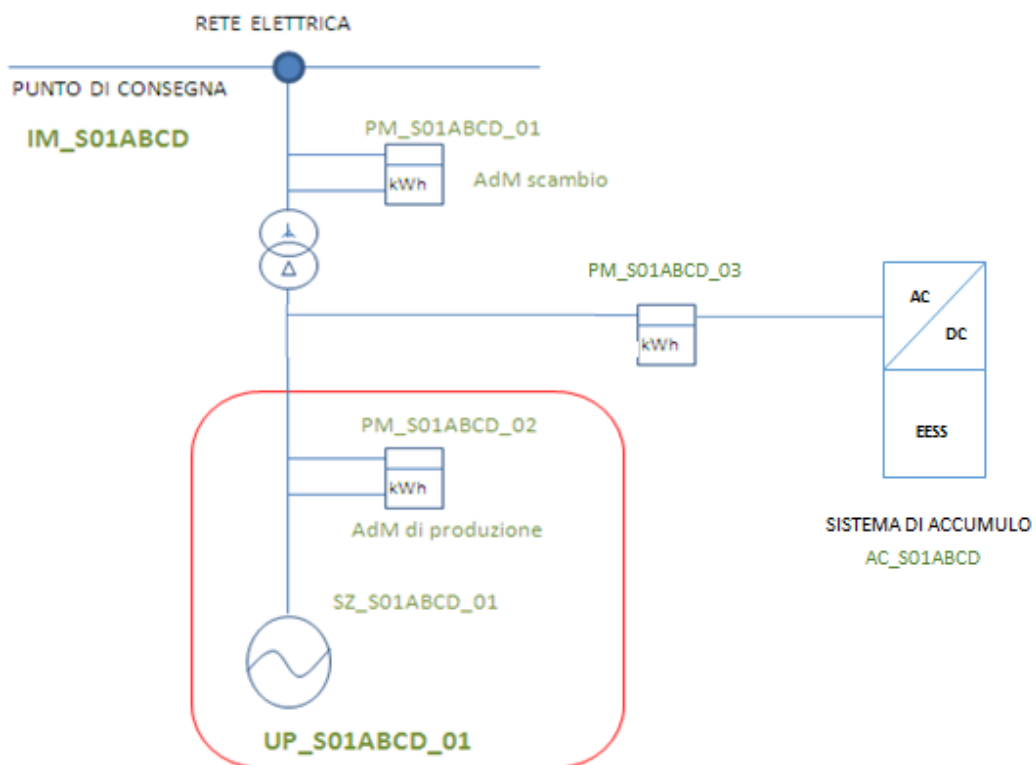 RETE ELETTRICA
PUNTO DI CONSEGNA
IM_S01ABCD
PM_S01ABCD_01
kWh
AdM scambio
PM_S01ABCD_03
kWh
AC
DC
EESS
SISTEMA DI ACCUMULO
AC_S01ABCD
PM_S01ABCD_02
kWh
AdM di produzione
SZ_S01ABCD_01
UP_S01ABCD_01